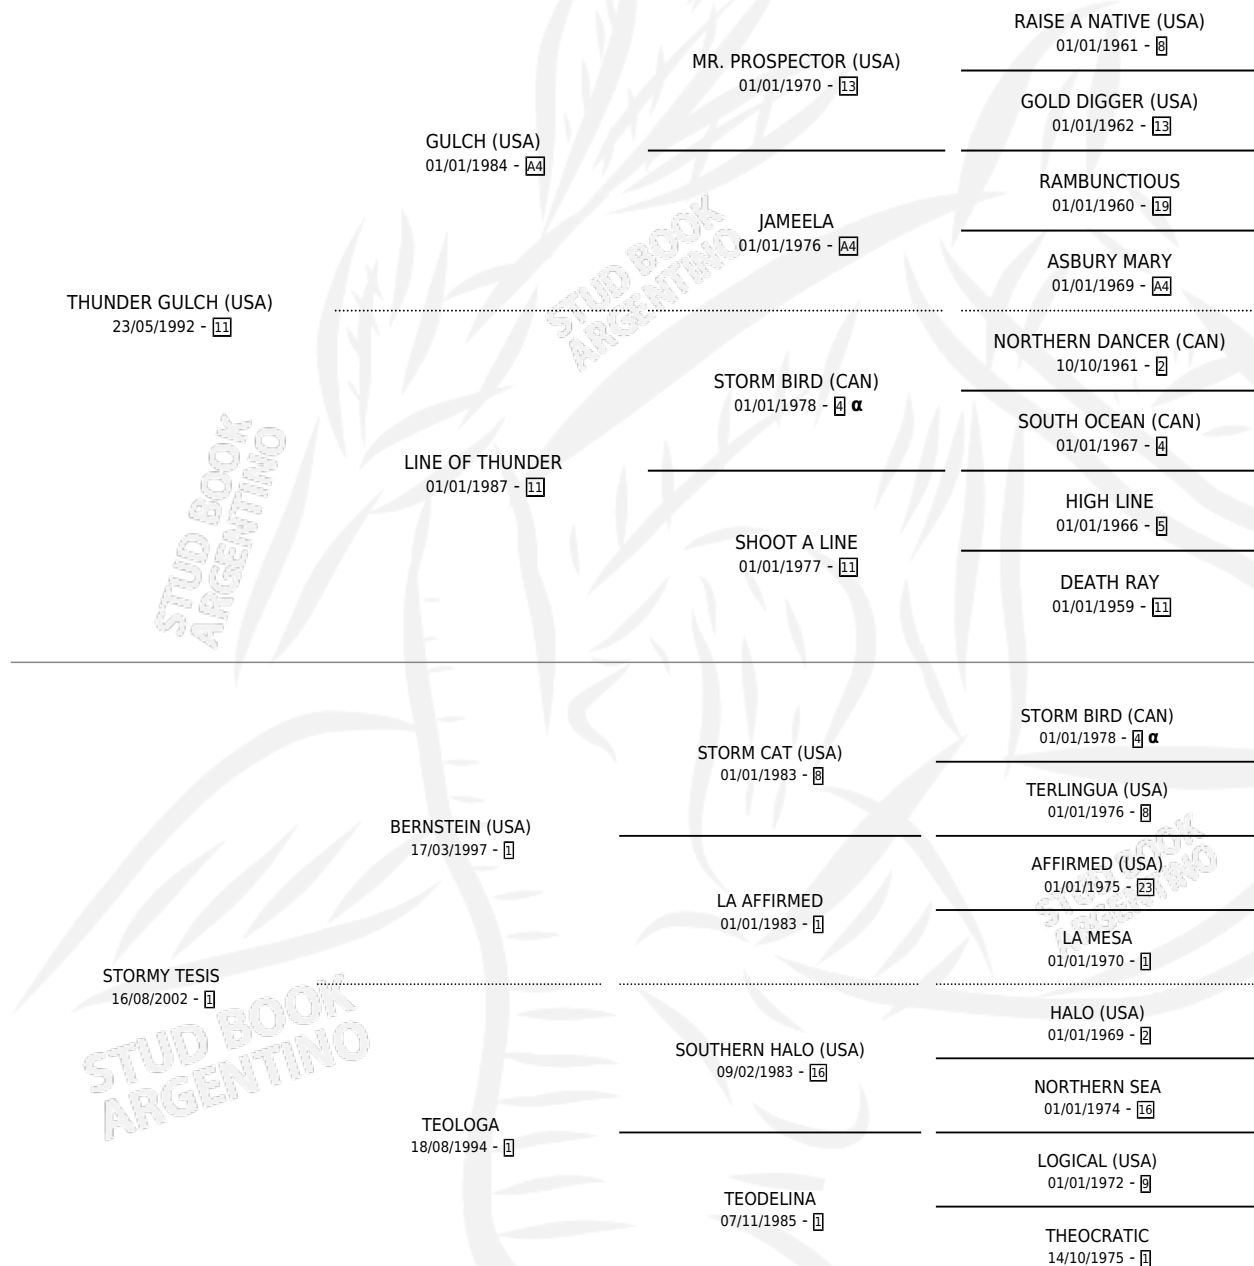 RAISE A NATIVE (USA)
01/01/1961 - 8
MR. PROSPECTOR (USA)
01/01/1970 - 13
GOLD DIGGER (USA)
01/01/1962 - 13
GULCH (USA)
01/01/1984 - A4
RAMBUNCTIOUS
01/01/1960 - 19
JAMEELA
01/01/1976 - A4
ASBURY MARY
01/01/1969 - A4
THUNDER GULCH (USA)
23/05/1992 - 11
NORTHERN DANCER (CAN)
10/10/1961 - 2
STORM BIRD (CAN)
01/01/1978 - 4 α
SOUTH OCEAN (CAN)
01/01/1967 - 4
LINE OF THUNDER
01/01/1987 - 11
HIGH LINE
01/01/1966 - 5
SHOOT A LINE
01/01/1977 - 11
DEATH RAY
01/01/1959 - 11
STORM BIRD (CAN)
01/01/1978 - 4 α
STORM CAT (USA)
01/01/1983 - 8
TERLINGUA (USA)
01/01/1976 - 8
BERNSTEIN (USA)
17/03/1997 - 1
AFFIRMED (USA)
01/01/1975 - 23
LA AFFIRMED
01/01/1983 - 1
LA MESA
01/01/1970 - 1
STORMY TESIS
16/08/2002 - 1
HALO (USA)
01/01/1969 - 2
SOUTHERN HALO (USA)
09/02/1983 - 16
NORTHERN SEA
01/01/1974 - 16
TEOLOGA
18/08/1994 - 1
LOGICAL (USA)
01/01/1972 - 9
TEODELINA
07/11/1985 - 1
THEOCRATIC
14/10/1975 - 1
STUD BOOK
ARGENTINO
STUD BOOK
ARGENTINO
STUD BOOK
ARGENTINO
STUD BOOK
ARGENTINO